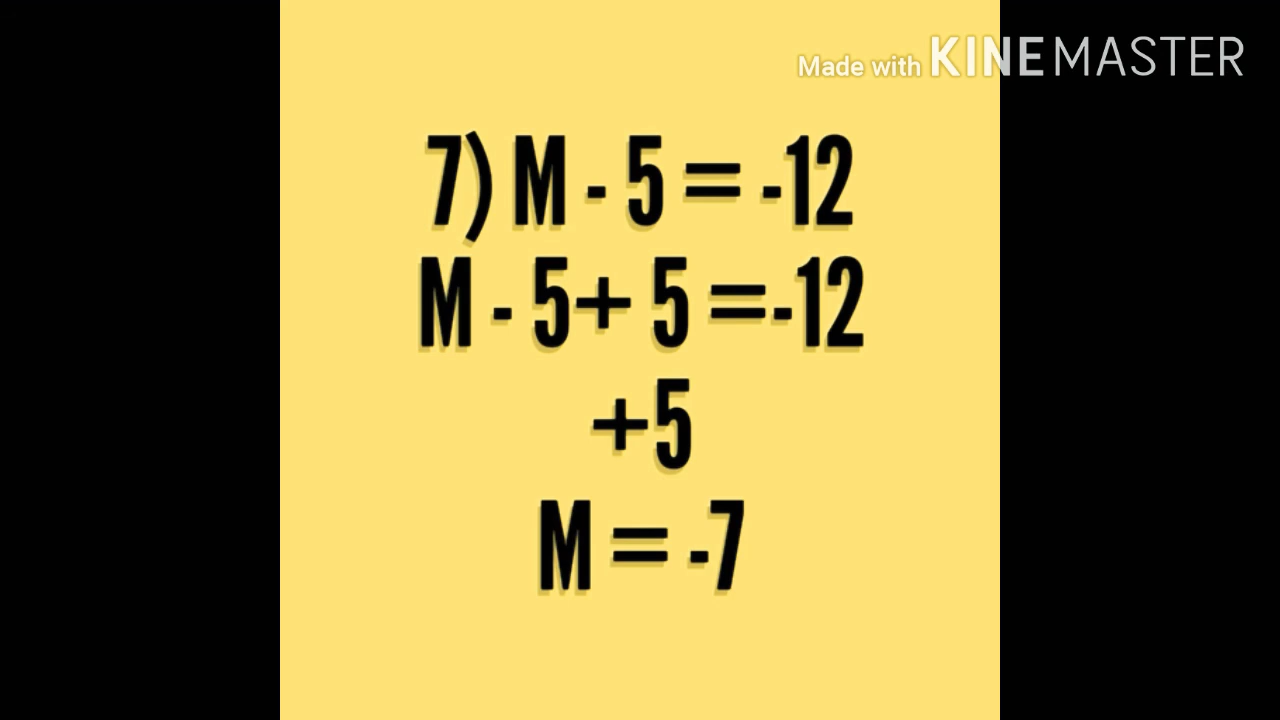 Made with KINEMASTER
7) M - 5 = -12
M - 5+ 5 =-12
+5
M = -7